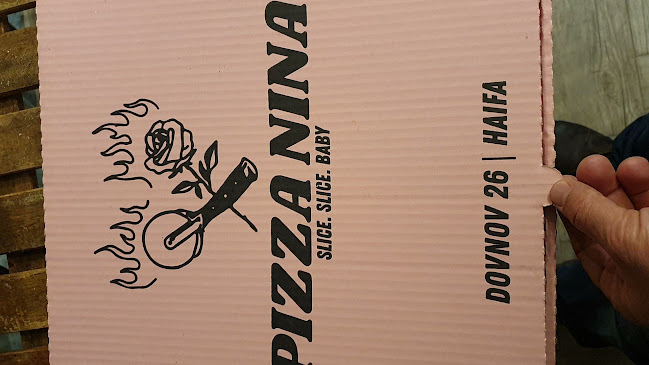 PIZZA NINA
SLICE. SLICE. BABY
DOVNOV 26 | HAIFA